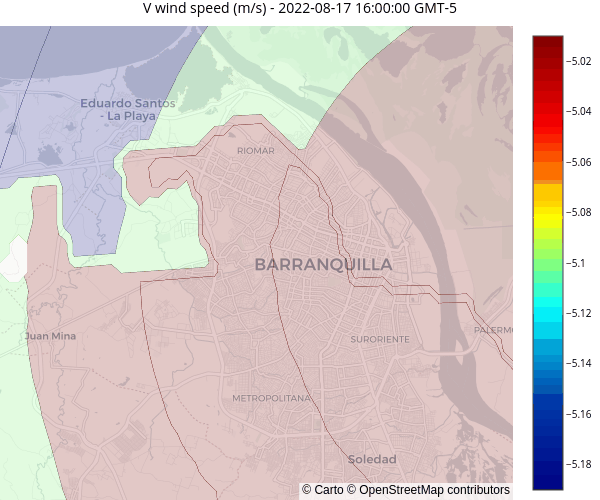 V wind speed (m/s) - 2022-08-17 16:00:00 GMT-5
Eduardo Santos
- La Playa
RIOMAR
BARRANQUILLA
Juan Mina
PALERMO
SURORIENTE
METROPOLITANA
Soledad
© Carto © OpenStreetMap contributors
−5.02
−5.04
−5.06
−5.08
−5.1
−5.12
−5.14
−5.16
−5.18